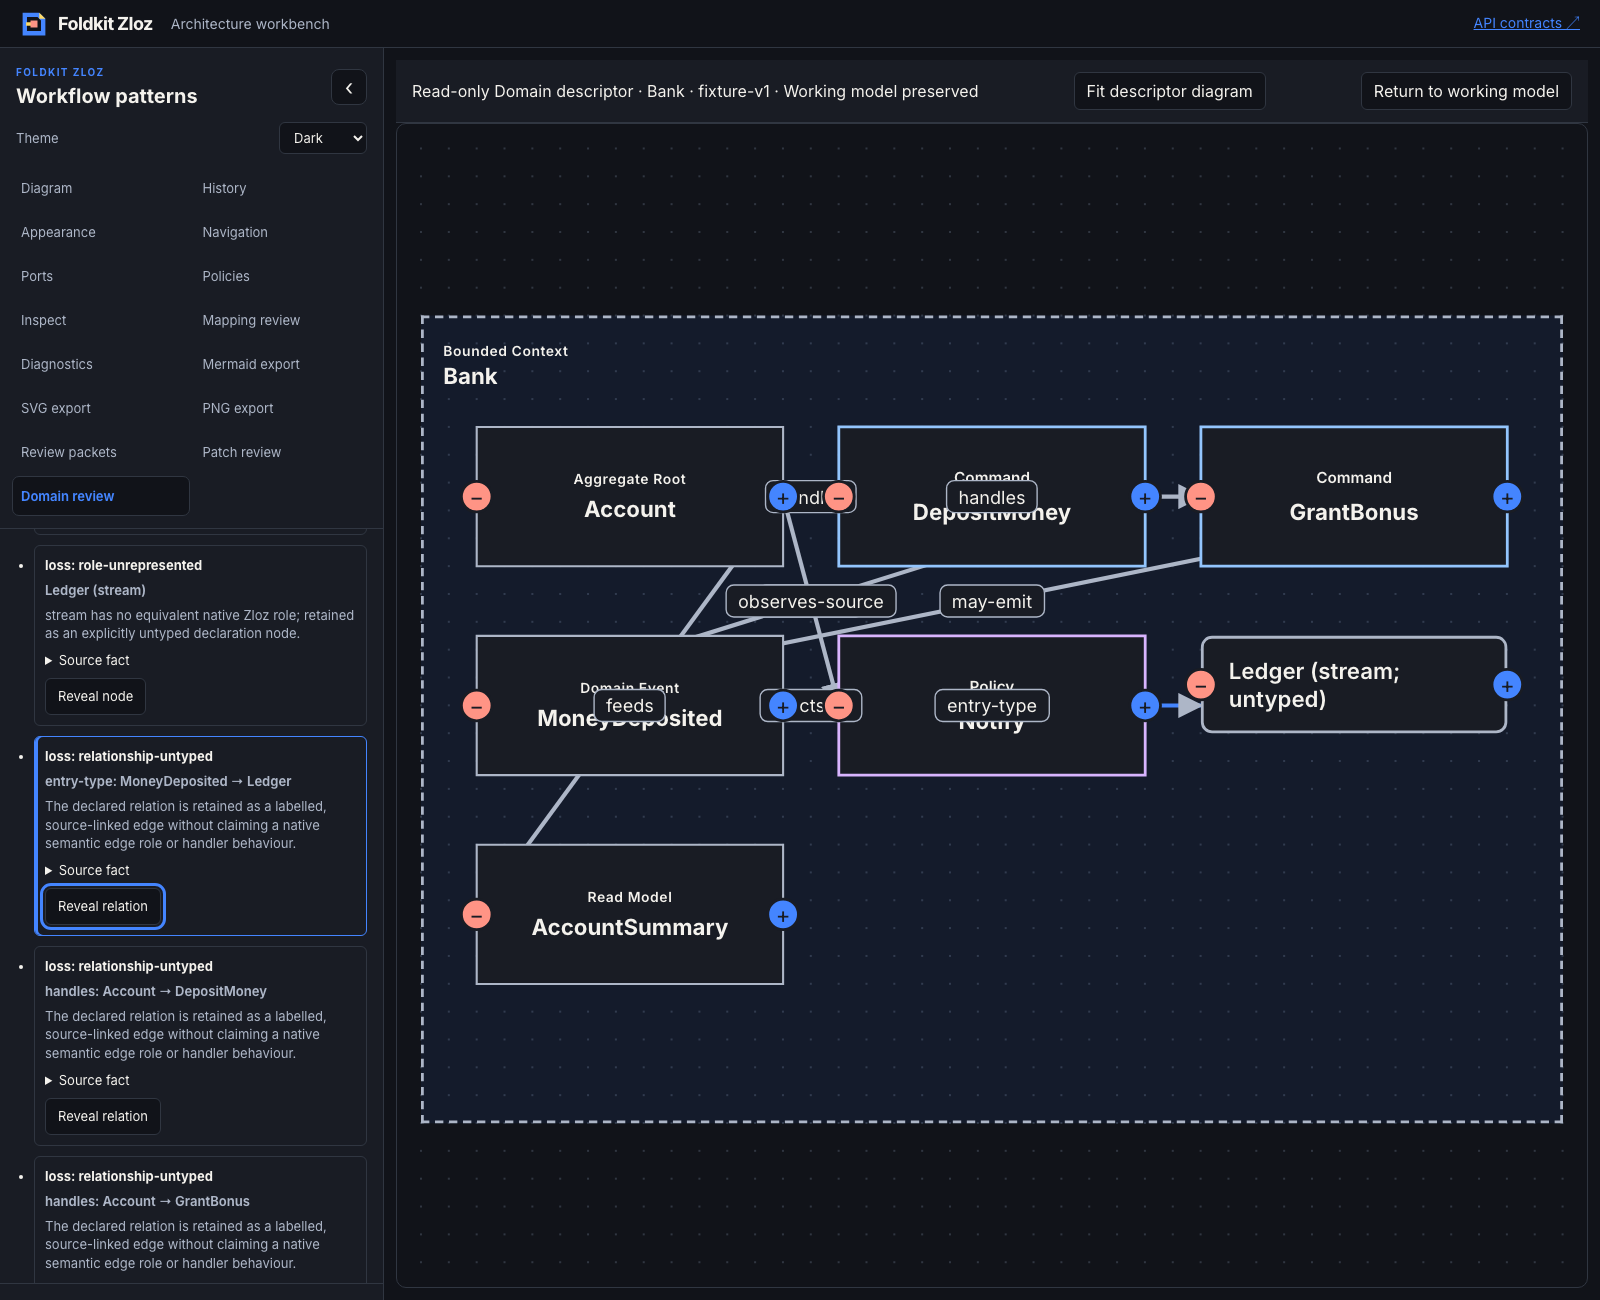 Foldkit Zloz
Architecture workbench
API contracts ↗
FOLDKIT ZLOZ
Workflow patterns
Theme
Dark
Diagram
History
Appearance
Navigation
Ports
Policies
Inspect
Mapping review
Diagnostics
Mermaid export
SVG export
PNG export
Review packets
Patch review
Domain review
loss: role-unrepresented
Ledger (stream)
stream has no equivalent native Zloz role; retained
as an explicitly untyped declaration node.
Source fact
Reveal node
loss: relationship-untyped
entry-type: MoneyDeposited → Ledger
The declared relation is retained as a labelled,
source-linked edge without claiming a native
semantic edge role or handler behaviour.
Source fact
Reveal relation
loss: relationship-untyped
handles: Account → DepositMoney
The declared relation is retained as a labelled,
source-linked edge without claiming a native
semantic edge role or handler behaviour.
Source fact
Reveal relation
loss: relationship-untyped
handles: Account → GrantBonus
The declared relation is retained as a labelled,
source-linked edge without claiming a native
semantic edge role or handler behaviour.
Read-only Domain descriptor · Bank · fixture-v1 · Working model preserved
Fit descriptor diagram
Return to working model
Bounded Context
Bank
Aggregate Root
Account
Command
handles
DepositMoney
Command
GrantBonus
observes-source
may-emit
Domain Event
feeds
MoneyDeposited
Policy
entry-type
Notify
Ledger (stream;
untyped)
Read Model
AccountSummary